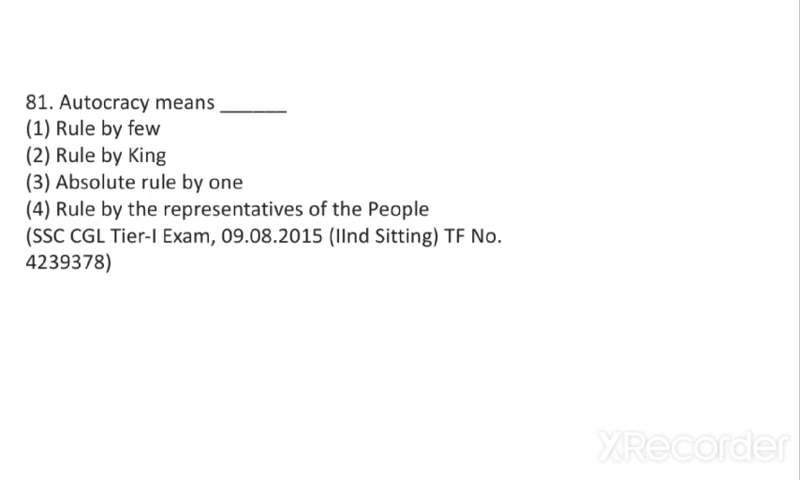 81. Autocracy means ______
(1) Rule by few
(2) Rule by King
(3) Absolute rule by one
(4) Rule by the representatives of the People
(SSC CGL Tier-I Exam, 09.08.2015 (IInd Sitting) TF No.
4239378)
XRecorder